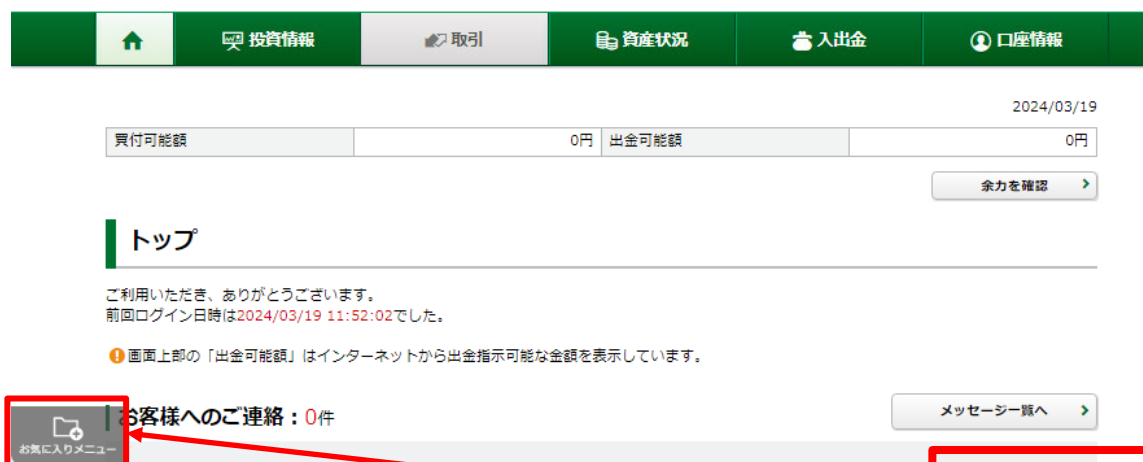 投資情報 取引 資産状況 入出金 口座情報
2024/03/19
買付可能額 0円 出金可能額 0円
余力を確認
トップ
ご利用いただき、ありがとうございます。
前回ログイン日時は2024/03/19 11:52:02でした。
画面上部の「出金可能額」はインターネットから出金指示可能な金額を表示しています。
お客様へのご連絡：0件
メッセージ一覧へ
お気に入りメニュー